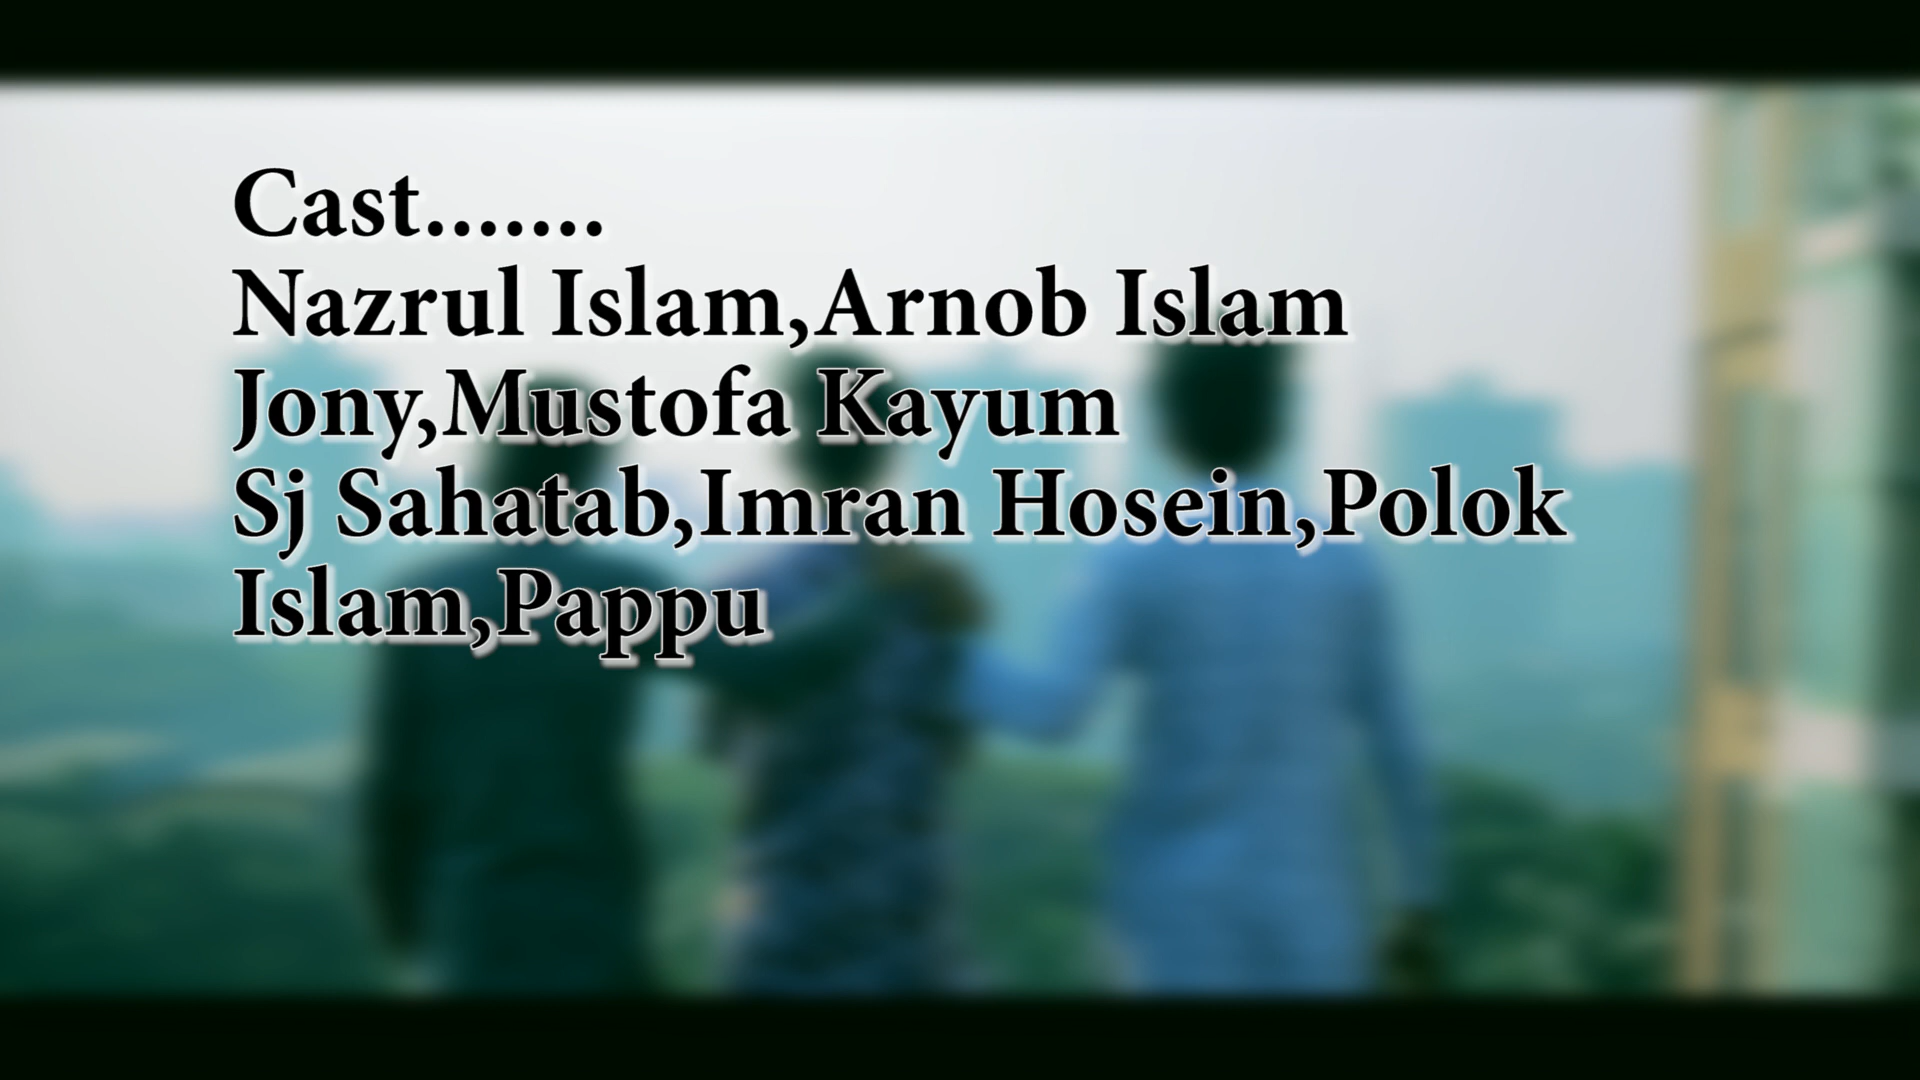 Cast.......
Nazrul Islam,Arnob Islam
Jony,Mustofa Kayum
Sj Sahatab,Imran Hosein,Polok
Islam,Pappu